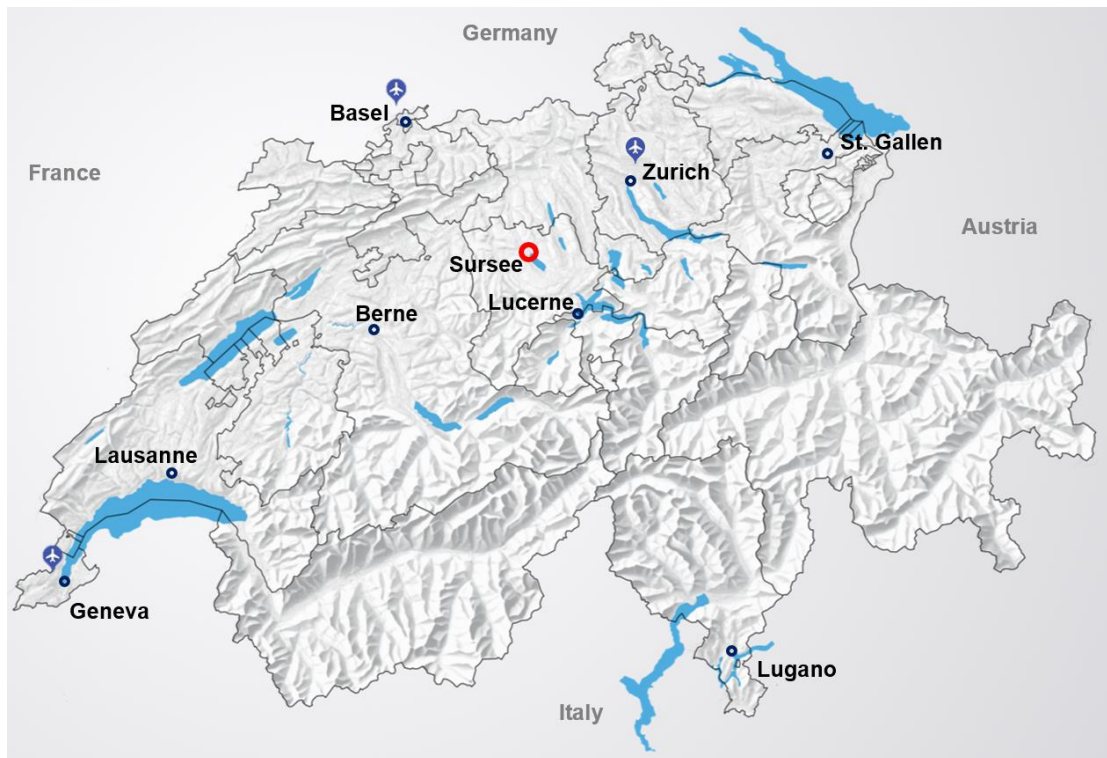 Germany
Basel
St. Gallen
France
Zurich
Austria
Sursee
Lucerne
Berne
Lausanne
Geneva
Lugano
Italy